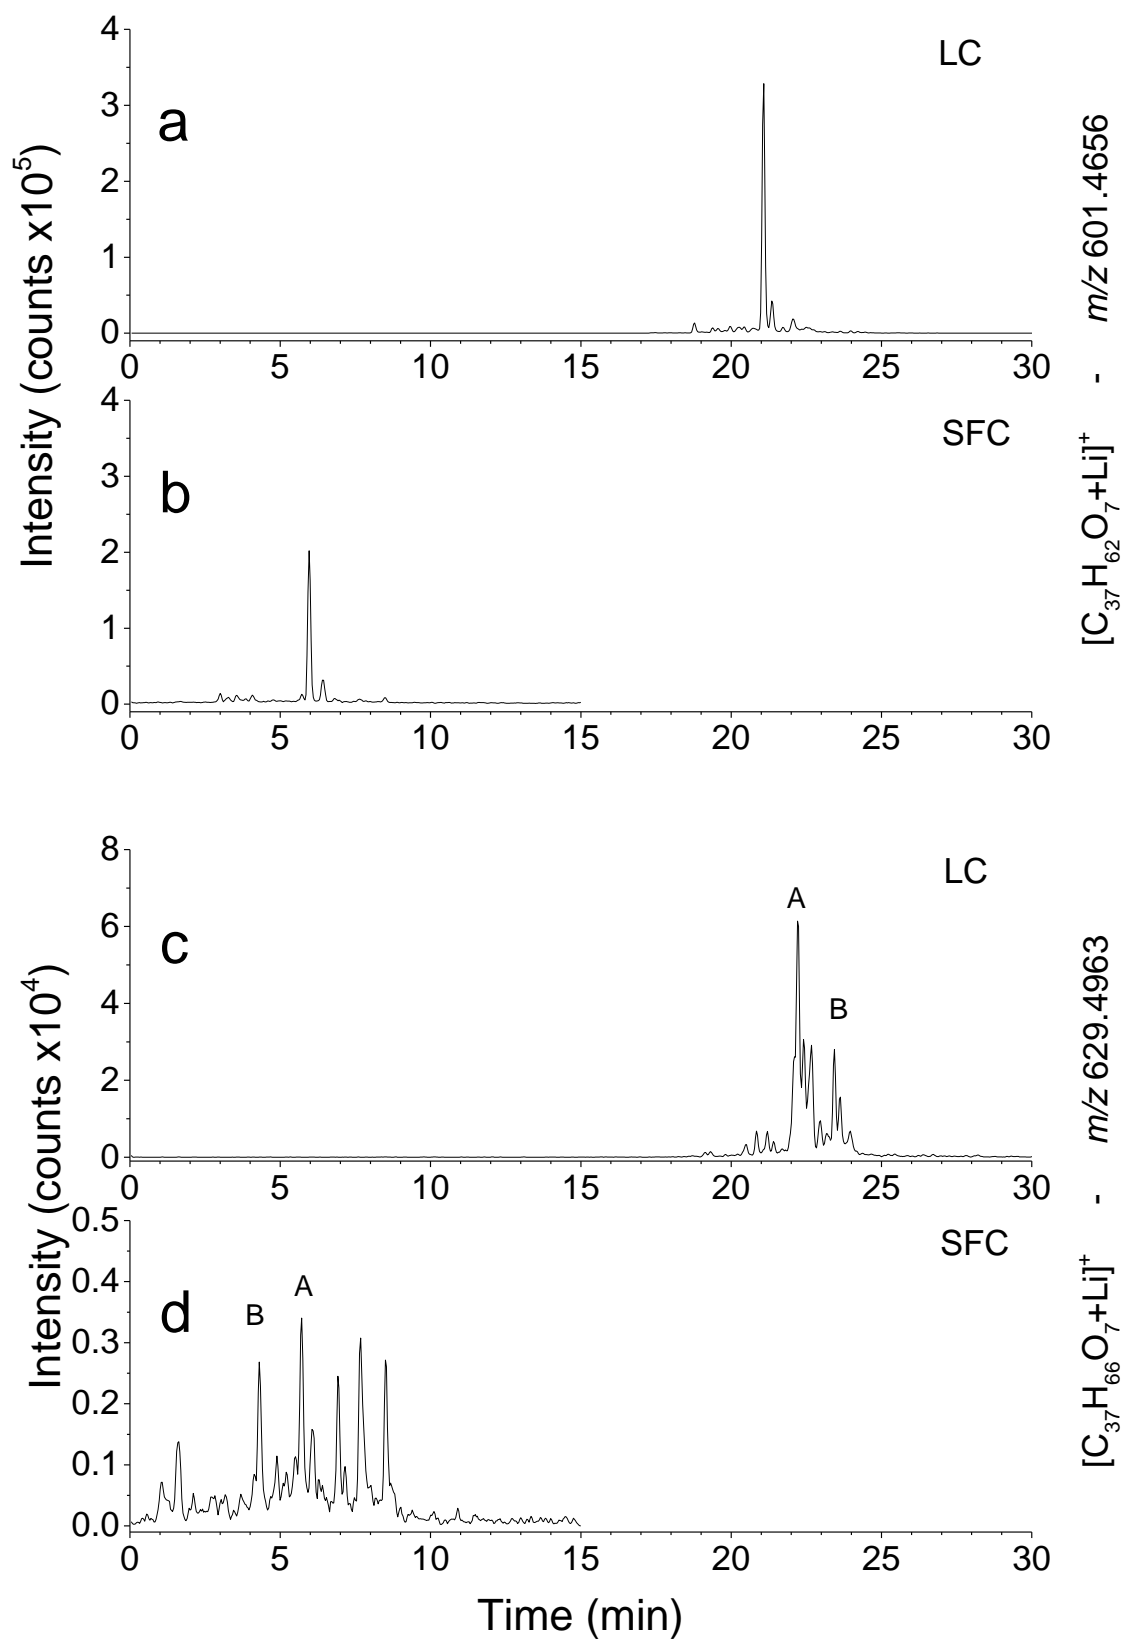 Intensity (counts x10⁵)
4
3
2
1
0
a
LC
0 5 10 15 20 25 30
4
3
2
1
0
b
SFC
0 5 10 15 20 25 30
[C₃₇H₆₂O₇+Li]⁺ - m/z 601.4656
Intensity (counts x10⁴)
8
6
4
2
0
c
LC
A
B
0 5 10 15 20 25 30
0.5
0.4
0.3
0.2
0.1
0.0
d
SFC
B
A
0 5 10 15 20 25 30
[C₃₇H₆₆O₇+Li]⁺ - m/z 629.4963
Time (min)